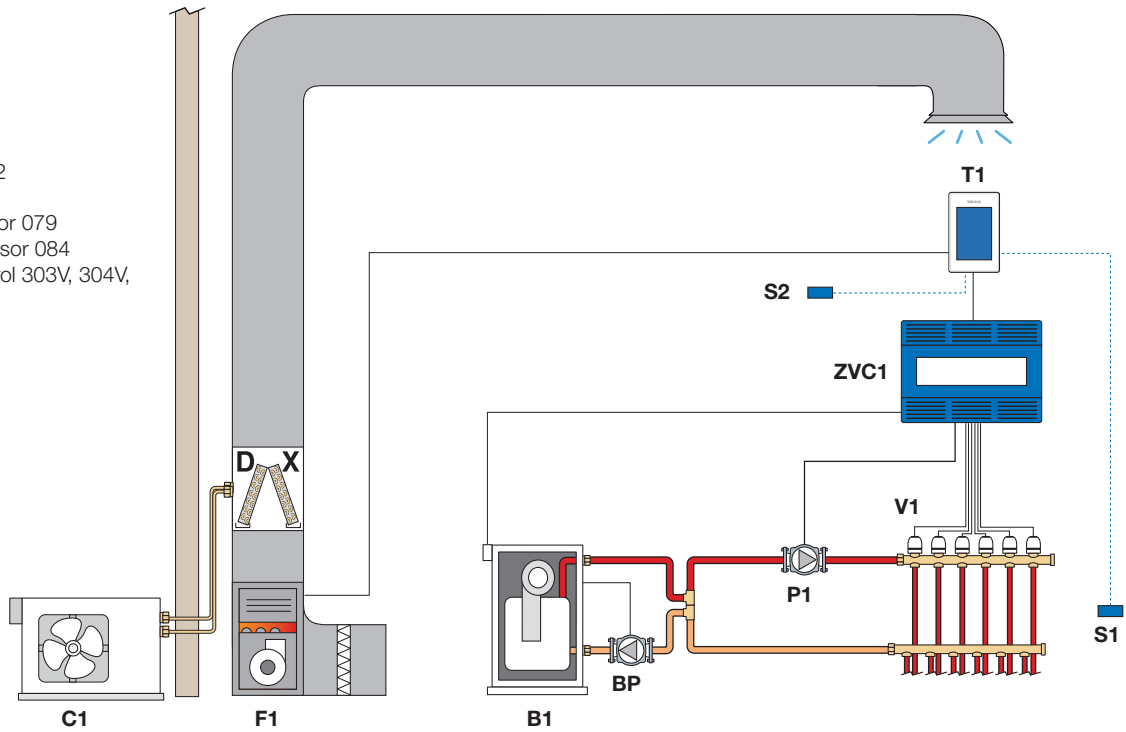 2
or 079
sor 084
ol 303V, 304V,
T1
S2
ZVC1
D X
V1
P1
S1
BP
C1
F1
B1